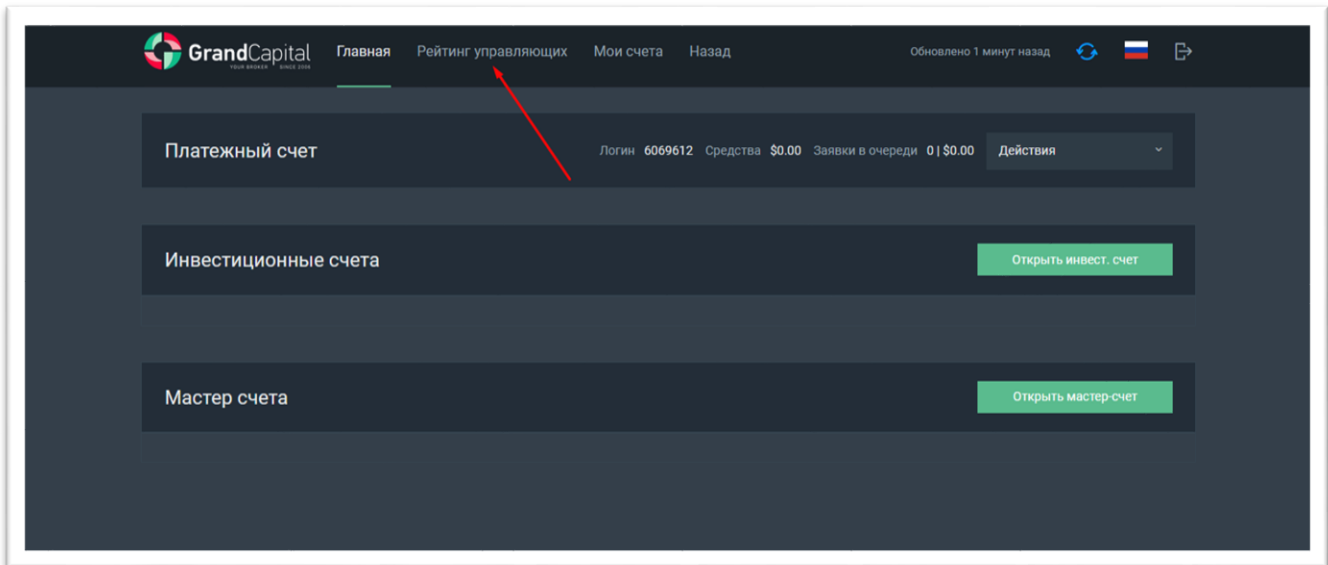 GrandCapital
YOUR BROKER SINCE 2006
Главная Рейтинг управляющих Мои счета Назад Обновлено 1 минут назад
Платежный счет Логин 6069612 Средства $0.00 Заявки в очереди 0 | $0.00 Действия
Инвестиционные счета Открыть инвест. счет
Мастер счета Открыть мастер-счет